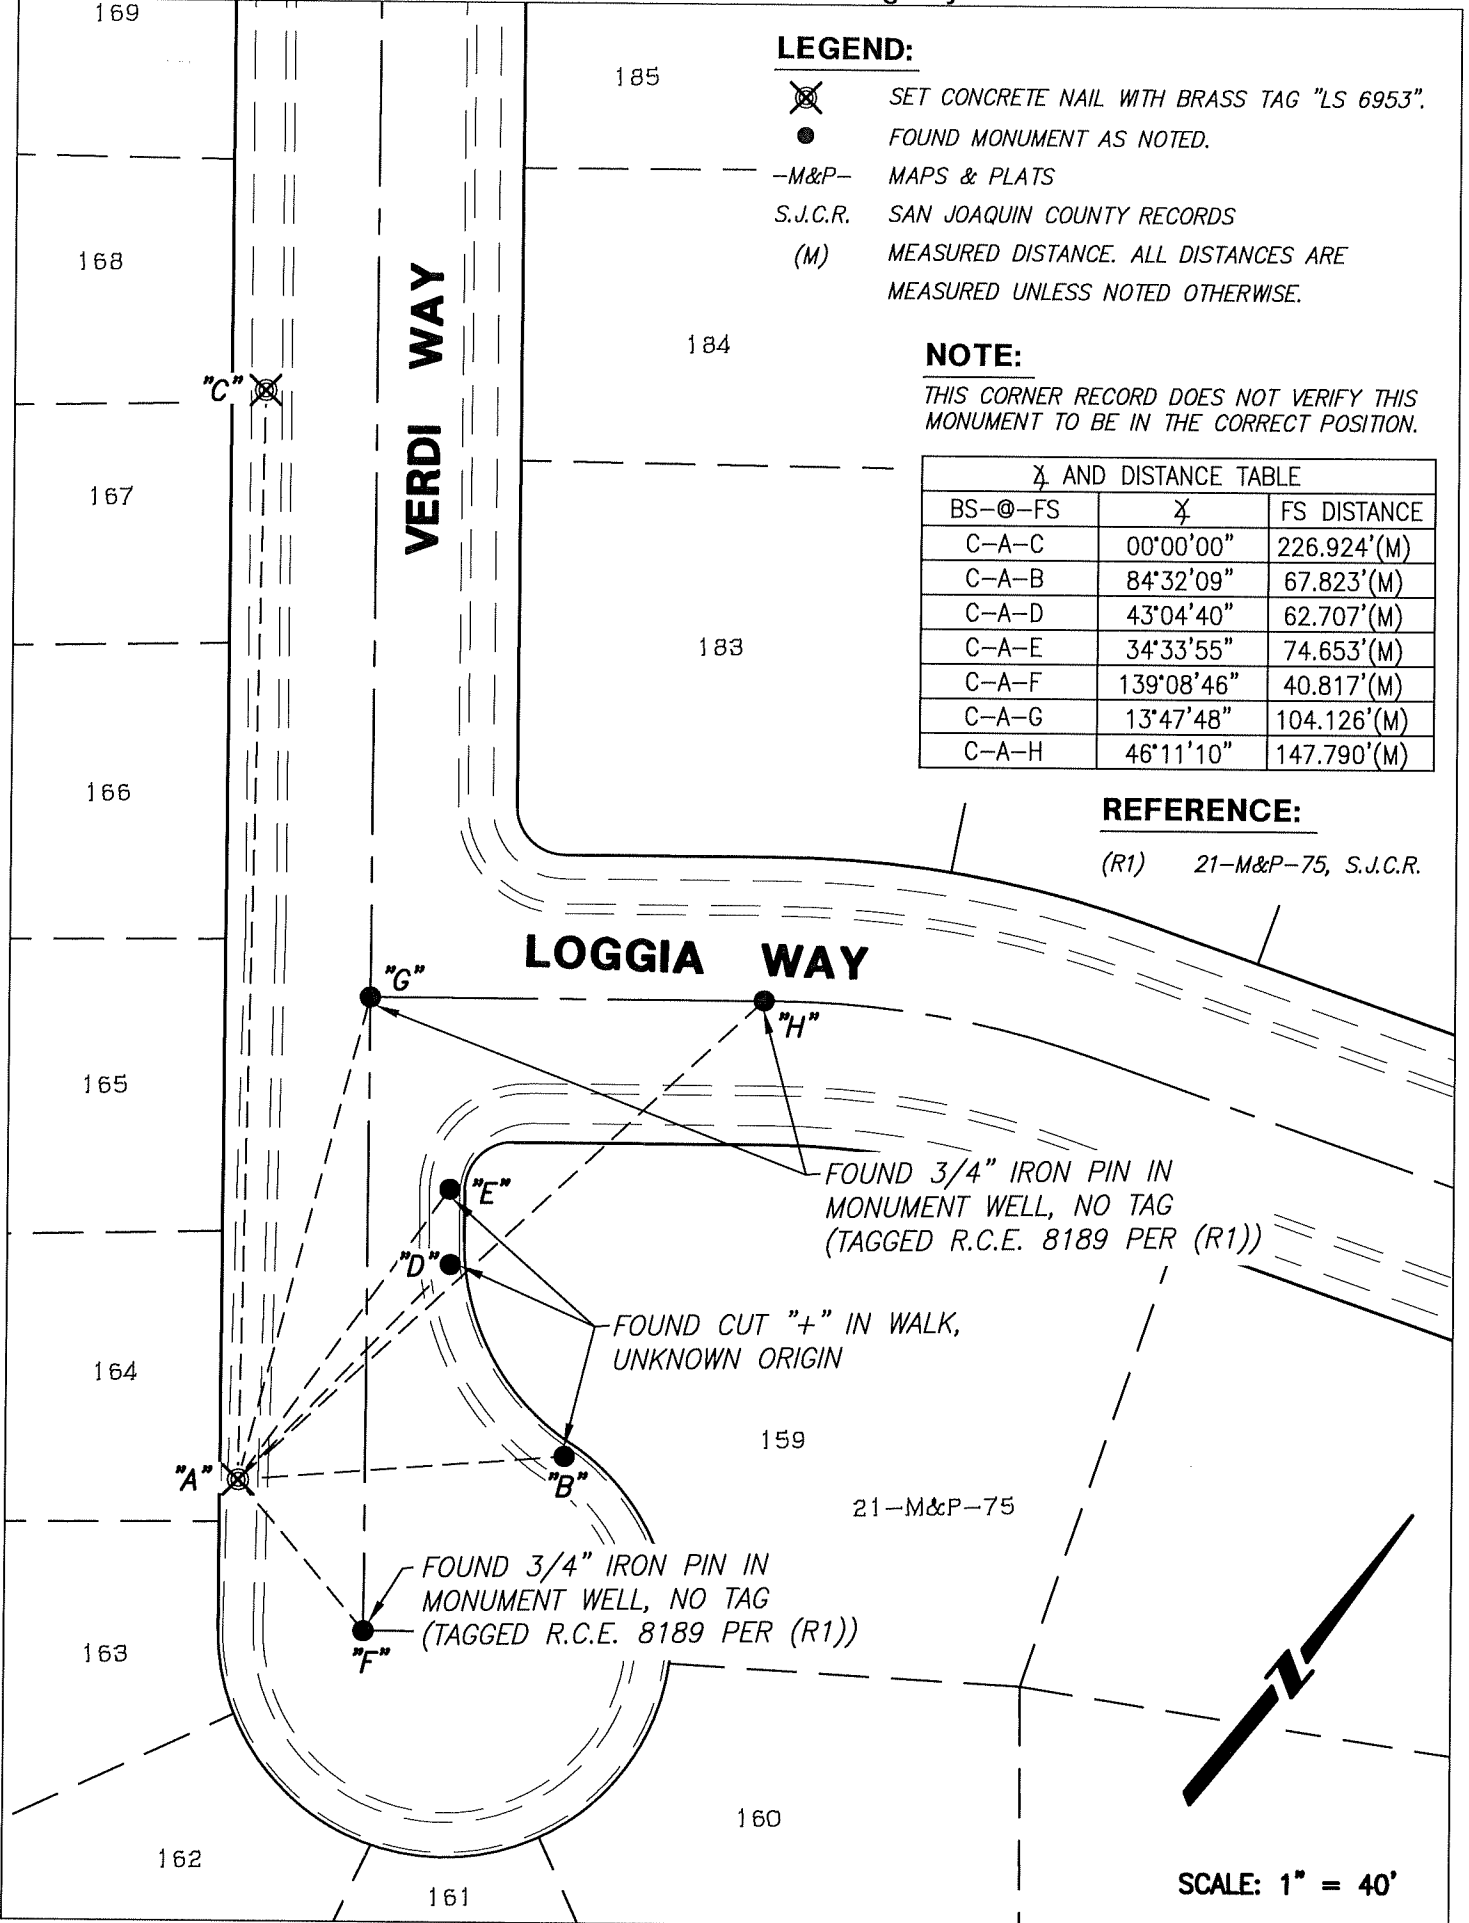 169
185
LEGEND:
SET CONCRETE NAIL WITH BRASS TAG "LS 6953".
FOUND MONUMENT AS NOTED.
-M&P- MAPS & PLATS
S.J.C.R. SAN JOAQUIN COUNTY RECORDS
(M) MEASURED DISTANCE. ALL DISTANCES ARE
MEASURED UNLESS NOTED OTHERWISE.
168
184
VERDI WAY
NOTE:
THIS CORNER RECORD DOES NOT VERIFY THIS
MONUMENT TO BE IN THE CORRECT POSITION.
"C"
167
∡ AND DISTANCE TABLE
BS-@-FS ∡ FS DISTANCE
C-A-C 00°00'00" 226.924'(M)
C-A-B 84°32'09" 67.823'(M)
C-A-D 43°04'40" 62.707'(M)
C-A-E 34°33'55" 74.653'(M)
C-A-F 139°08'46" 40.817'(M)
C-A-G 13°47'48" 104.126'(M)
C-A-H 46°11'10" 147.790'(M)
183
166
REFERENCE:
(R1) 21-M&P-75, S.J.C.R.
LOGGIA WAY
"G"
"H"
165
FOUND 3/4" IRON PIN IN
MONUMENT WELL, NO TAG
(TAGGED R.C.E. 8189 PER (R1))
"E"
"D"
FOUND CUT "+" IN WALK,
UNKNOWN ORIGIN
164
159
"A"
"B"
21-M&P-75
FOUND 3/4" IRON PIN IN
MONUMENT WELL, NO TAG
(TAGGED R.C.E. 8189 PER (R1))
"F"
163
N
160
162
161
SCALE: 1" = 40'